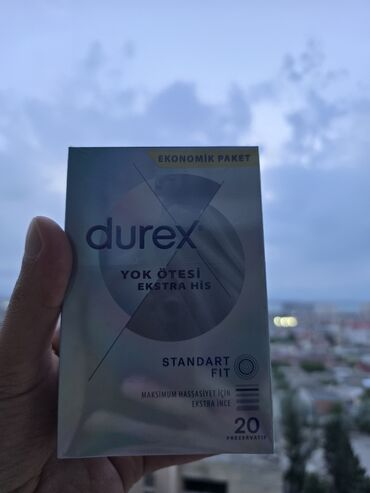 EKONOMİK PAKET
durex
YOK ÖTESİ
EKSTRA HİS
STANDART
FIT
MAKSIMUM HASSASİYET İÇİN
EKSTRA İNCE
20
PREZERVATİF